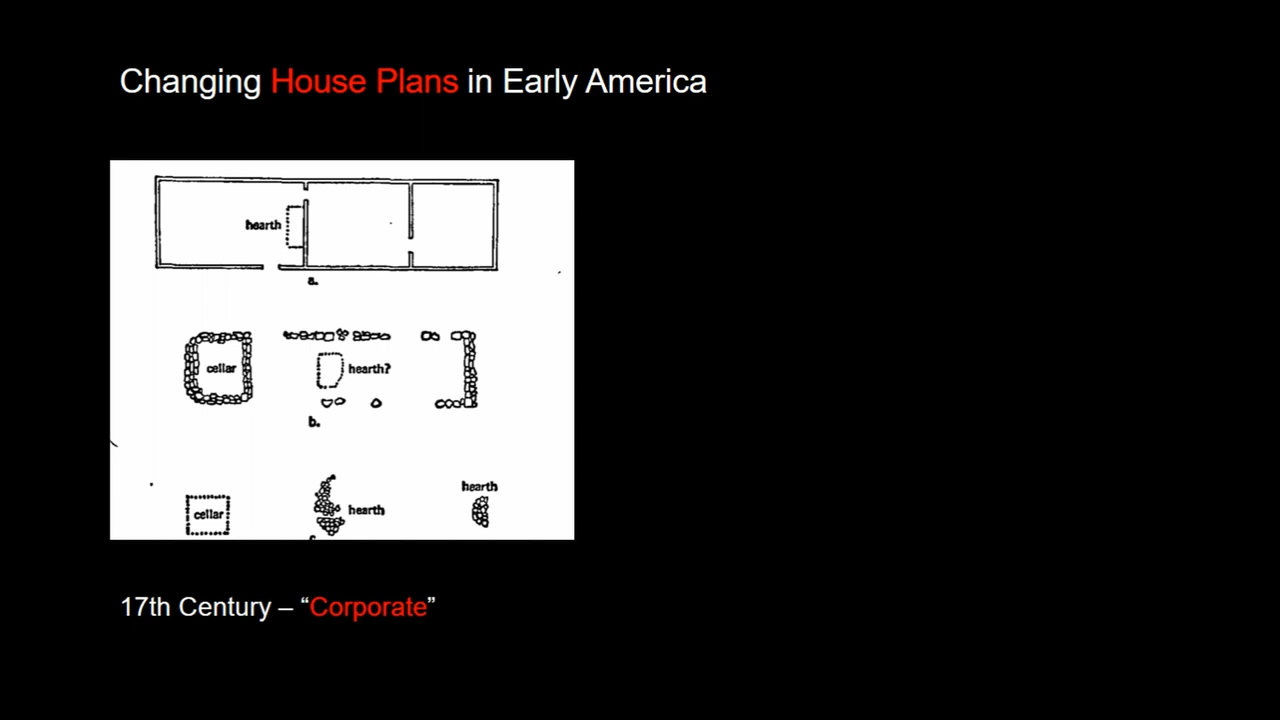 Changing House Plans in Early America
hearth
a.
cellar
hearth?
b.
hearth
cellar
hearth
17th Century – “Corporate”